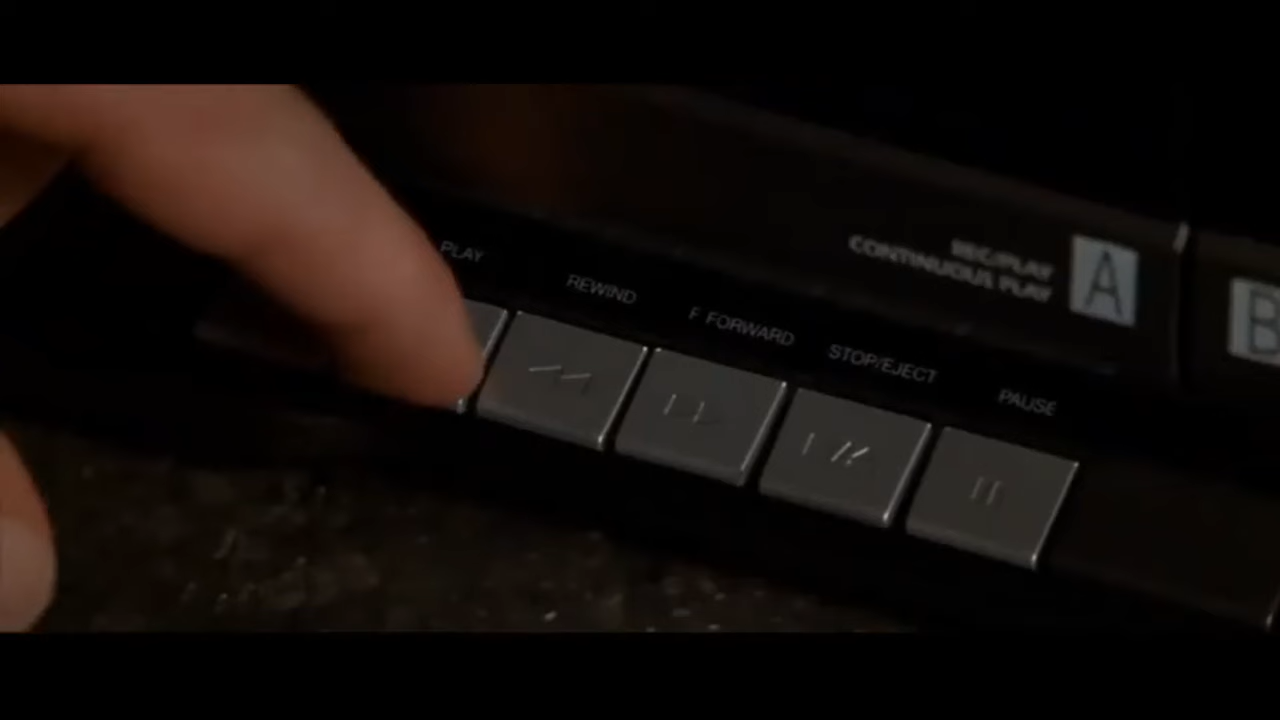 PLAY
REWIND
F FORWARD
STOP/EJECT
PAUSE
REC/PLAY
CONTINUOUS PLAY
A
B